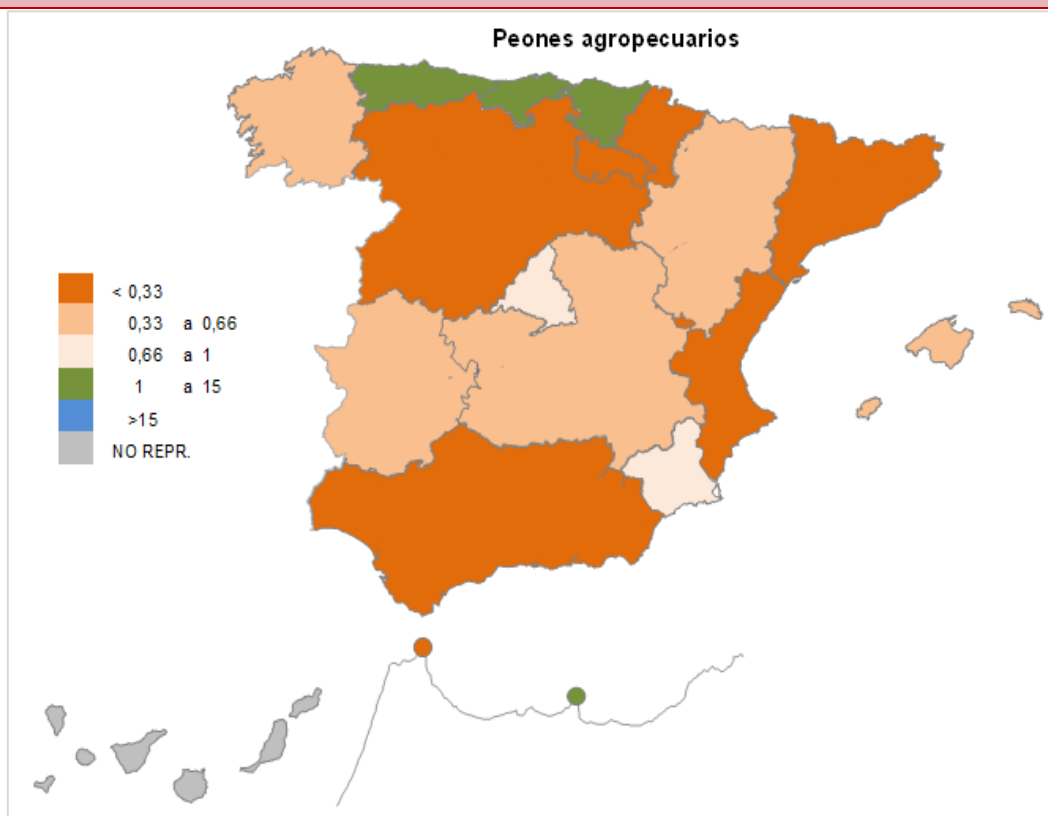 Peones agropecuarios
< 0,33
0,33 a 0,66
0,66 a 1
1 a 15
>15
NO REPR.